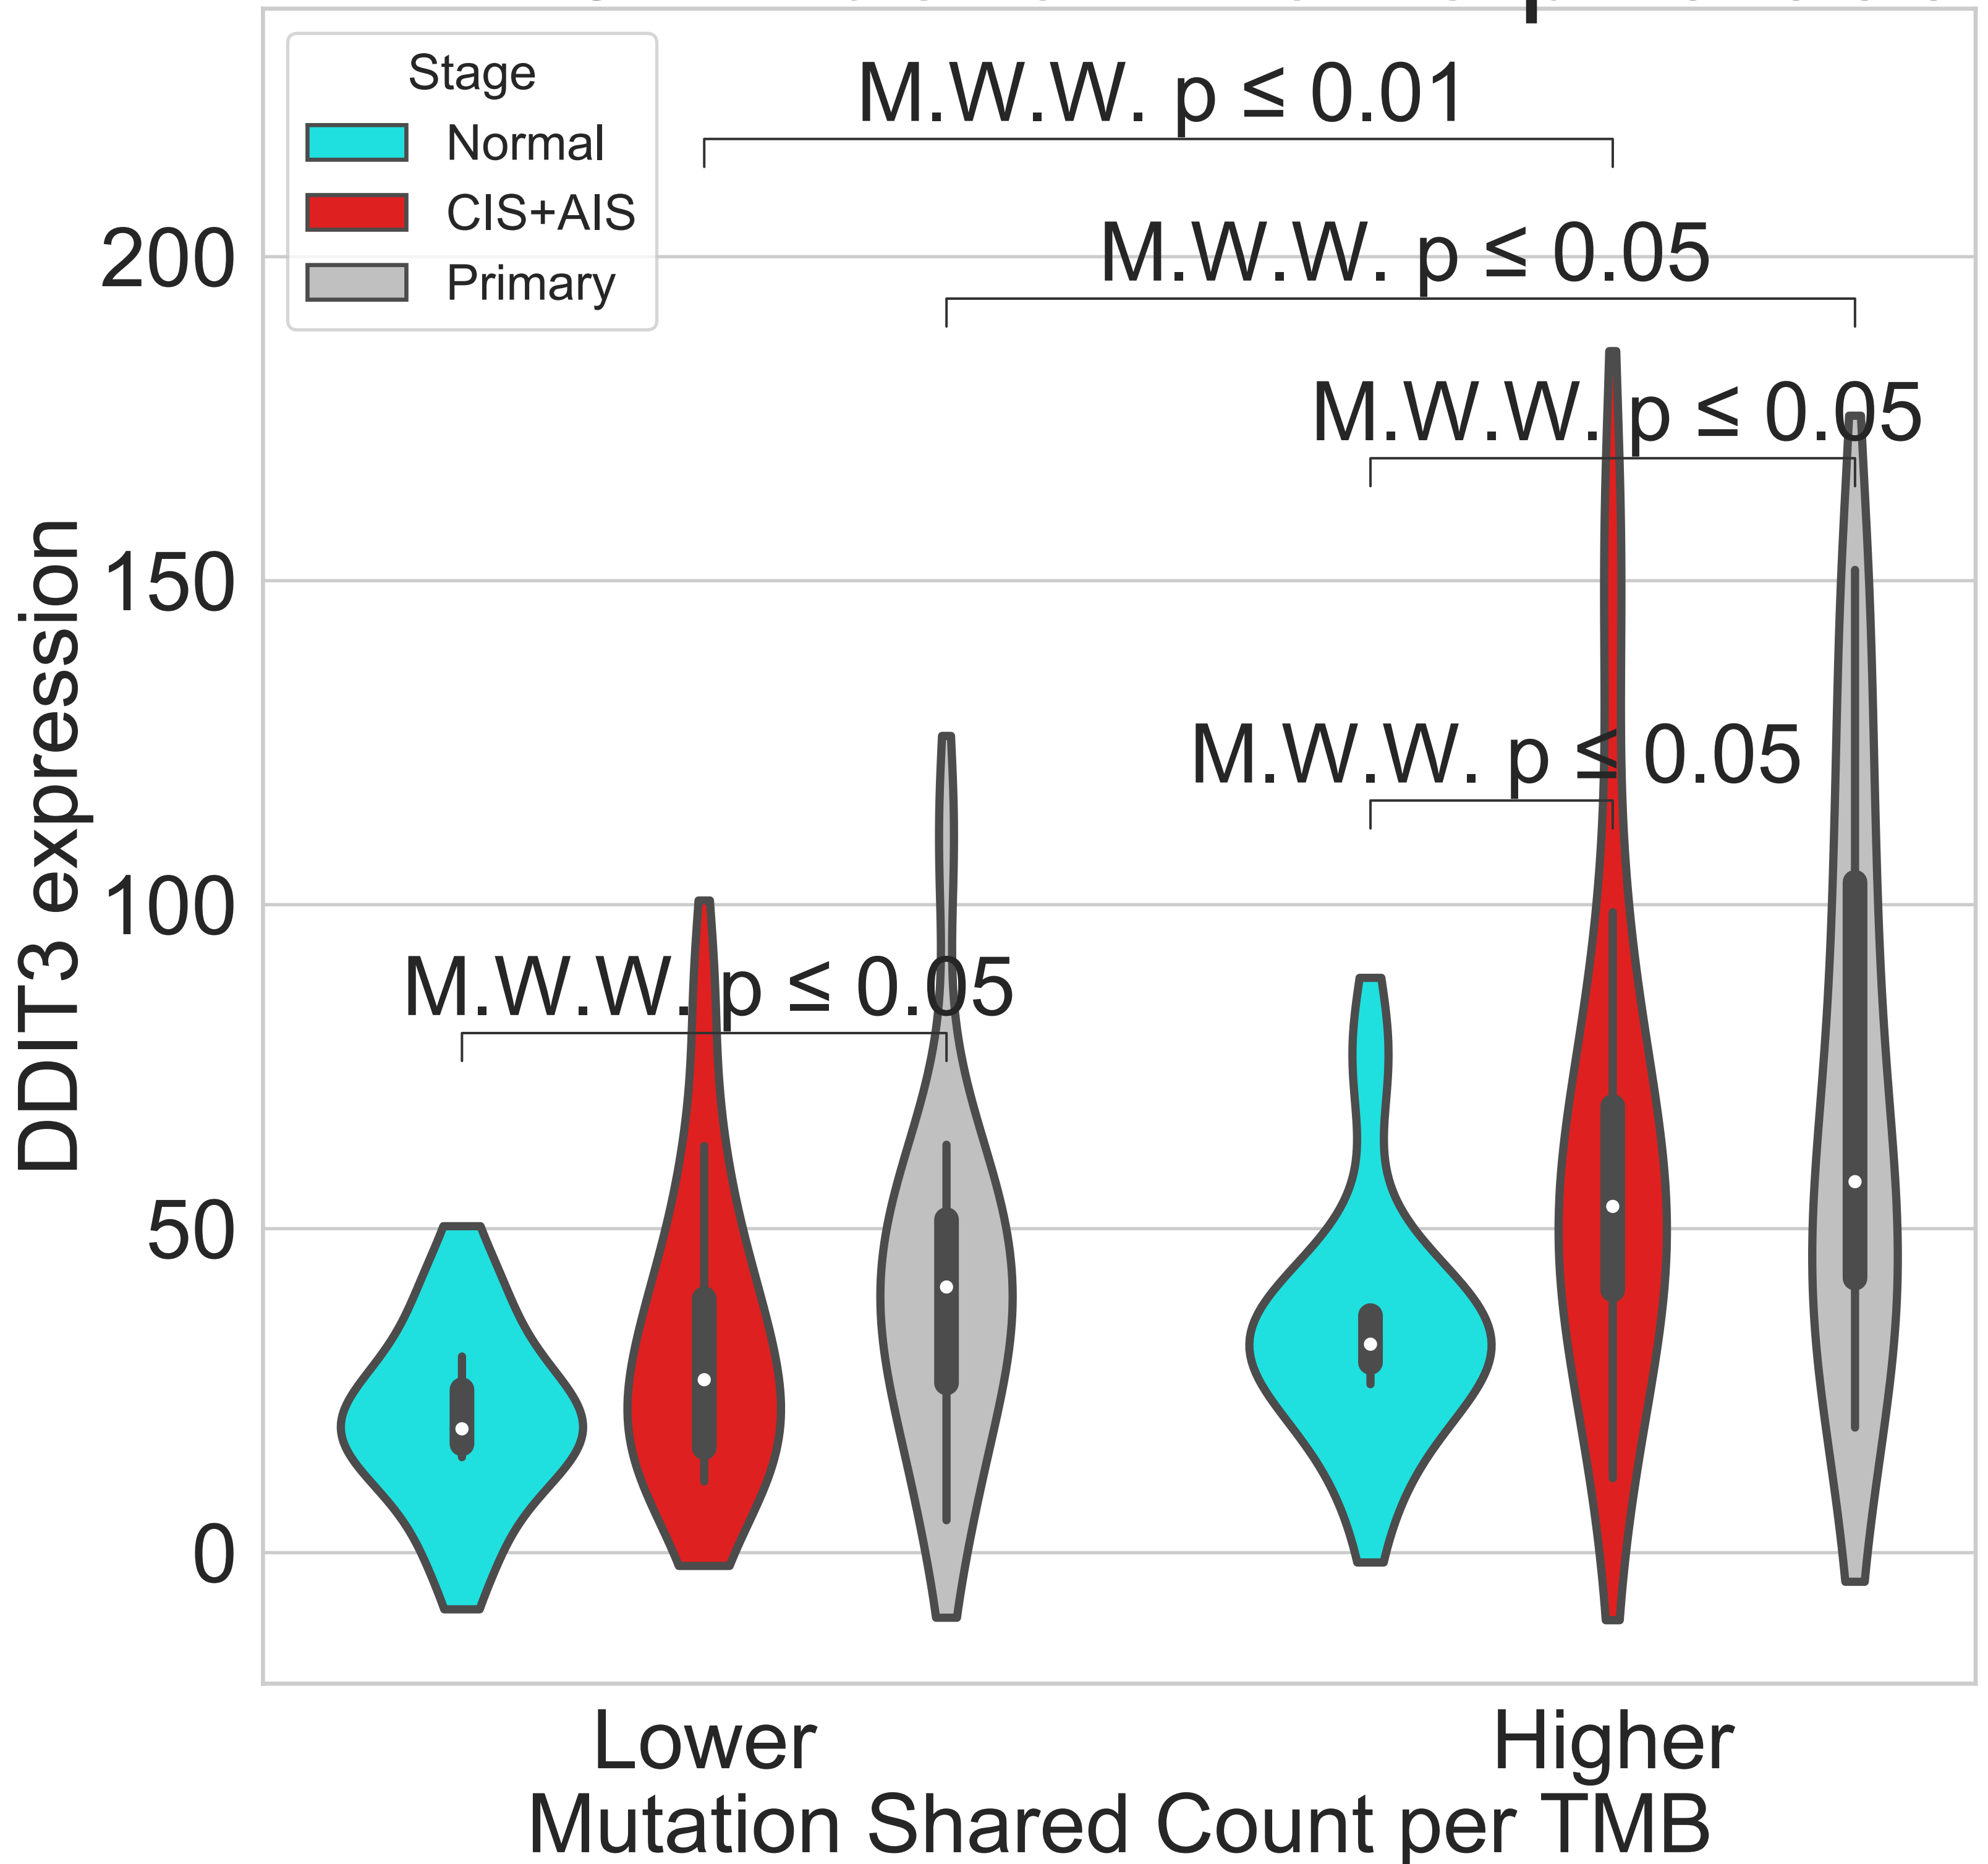 Stage
Normal
CIS+AIS
Primary
M.W.W. p ≤ 0.01
M.W.W. p ≤ 0.05
M.W.W. p ≤ 0.05
M.W.W. p ≤ 0.05
M.W.W. p ≤ 0.05
DDIT3 expression
200
150
100
50
0
Lower
Higher
Mutation Shared Count per TMB